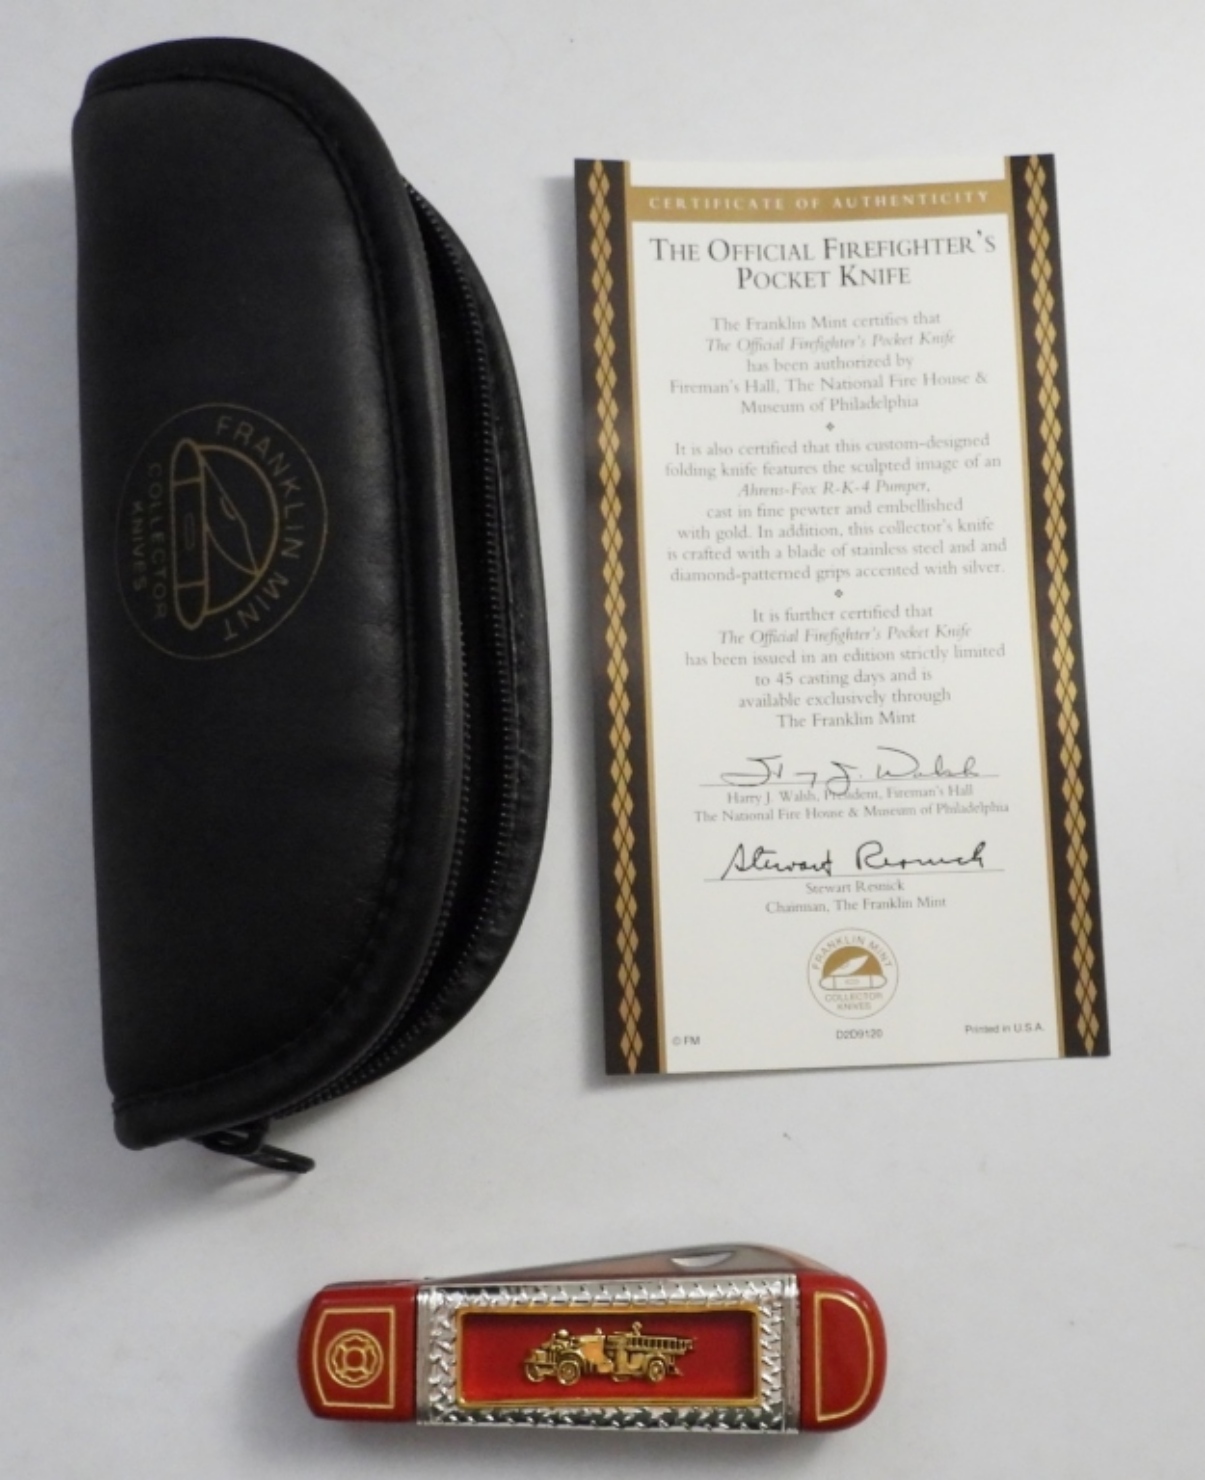 FRANKLIN MINT
COLLECTOR
KNIVES
CERTIFICATE OF AUTHENTICITY
THE OFFICIAL FIREFIGHTER'S
POCKET KNIFE
The Franklin Mint certifies that
The Official Firefighter's Pocket Knife
has been authorized by
Fireman's Hall, The National Fire House &
Museum of Philadelphia
It is also certified that this custom-designed
folding knife features the sculpted image of an
Ahrens-Fox R-K-4 Pumper,
cast in fine pewter and embellished
with gold. In addition, this collector's knife
is crafted with a blade of stainless steel and and
diamond-patterned grips accented with silver.
It is further certified that
The Official Firefighter's Pocket Knife
has been issued in an edition strictly limited
to 45 casting days and is
available exclusively through
The Franklin Mint
Harry J. Walsh
Harry J. Walsh, President, Fireman's Hall
The National Fire House & Museum of Philadelphia
Stewart Resnick
Stewart Resnick
Chairman, The Franklin Mint
FRANKLIN MINT
COLLECTOR
KNIVES
© FM D2D9120 Printed in U.S.A.